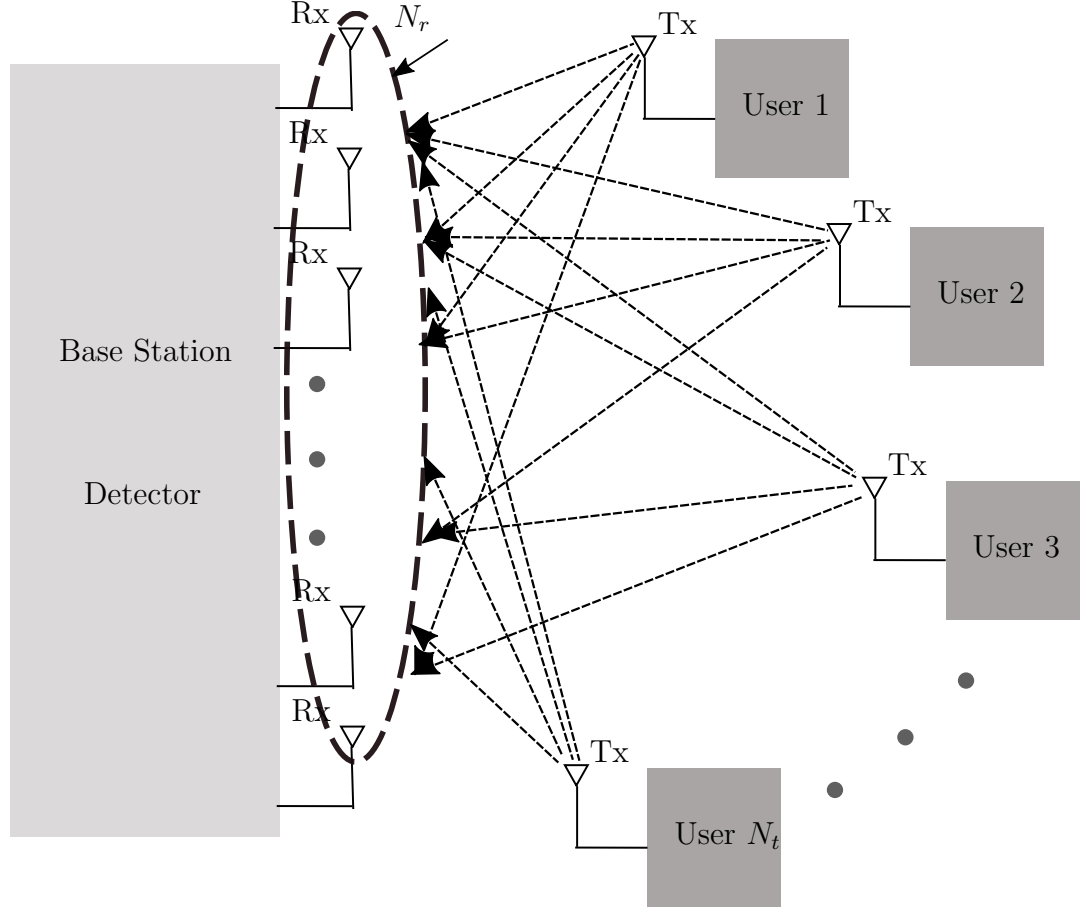 Rx
N_r
Tx
User 1
Rx
Tx
Rx
User 2
Base Station
Tx
Detector
User 3
Rx
Rx
Tx
User N_t